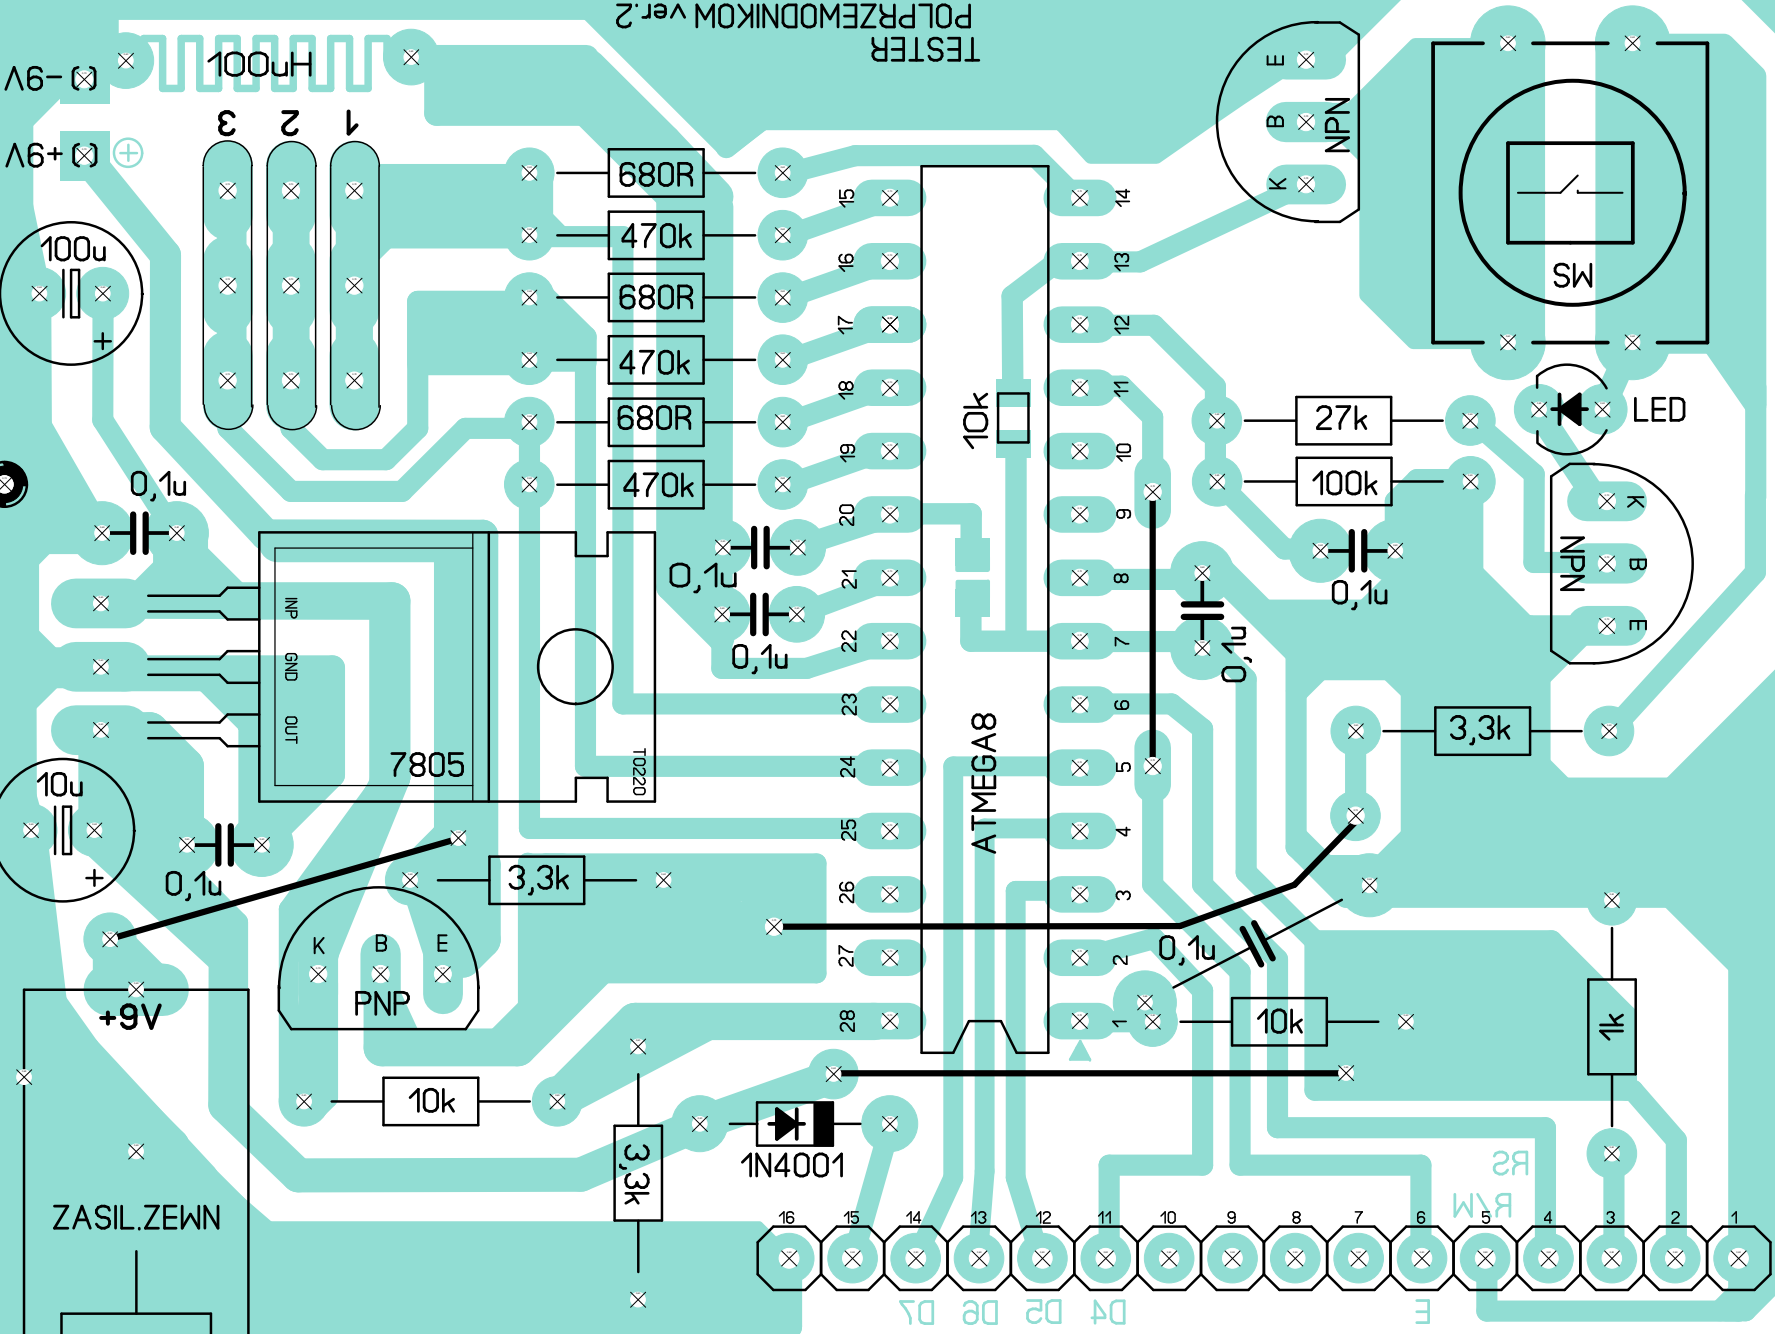 POLPRZEWODNIKOW ver.2
TESTER
-9V
100uH
+9V
3 2 1
E
B
K
NPN
SW
680R
470k
680R
470k
680R
470k
15
16
17
18
19
20
21
22
23
24
25
26
27
28
14
13
12
11
10
9
8
7
6
5
4
3
2
1
10k
ATMEGA8
100u
+
0,1u
27k
100k
LED
K
B
E
NPN
0,1u
0,1u
0,1u
0,1u
INP
GND
OUT
7805
TO220
10u
+
0,1u
3,3k
3,3k
K B E
PNP
+9V
0,1u
10k
1k
10k
3,3k
1N4001
ZASIL.ZEWN
RS
R/W
16 15 14 13 12 11 10 9 8 7 6 5 4 3 2 1
D7 D6 D5 D4 E